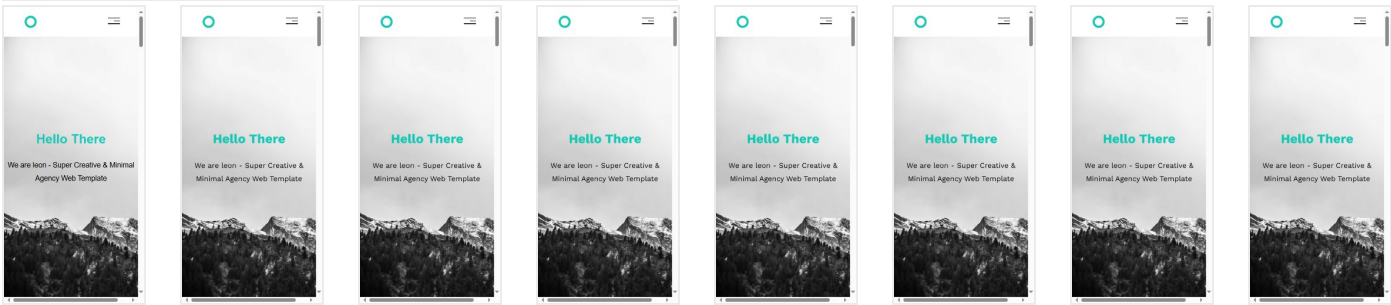 Hello There
We are leon - Super Creative & Minimal
Agency Web Template
Hello There
We are leon - Super Creative &
Minimal Agency Web Template
Hello There
We are leon - Super Creative &
Minimal Agency Web Template
Hello There
We are leon - Super Creative &
Minimal Agency Web Template
Hello There
We are leon - Super Creative &
Minimal Agency Web Template
Hello There
We are leon - Super Creative &
Minimal Agency Web Template
Hello There
We are leon - Super Creative &
Minimal Agency Web Template
Hello There
We are leon - Super Creative &
Minimal Agency Web Template